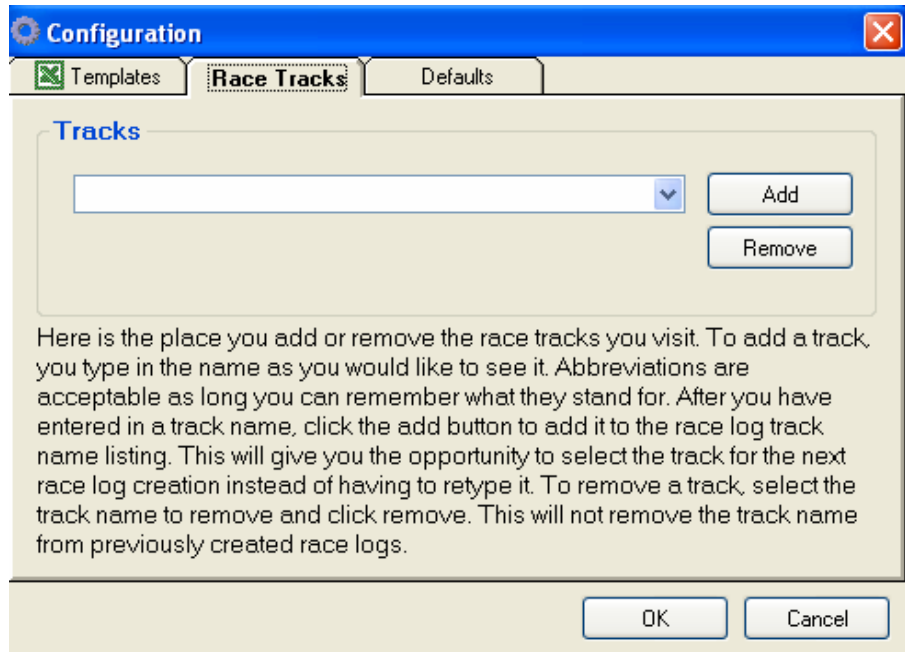 Configuration
Templates
Race Tracks
Defaults
Tracks
Add
Remove
Here is the place you add or remove the race tracks you visit. To add a track,
you type in the name as you would like to see it. Abbreviations are
acceptable as long you can remember what they stand for. After you have
entered in a track name, click the add button to add it to the race log track
name listing. This will give you the opportunity to select the track for the next
race log creation instead of having to retype it. To remove a track, select the
track name to remove and click remove. This will not remove the track name
from previously created race logs.
OK
Cancel